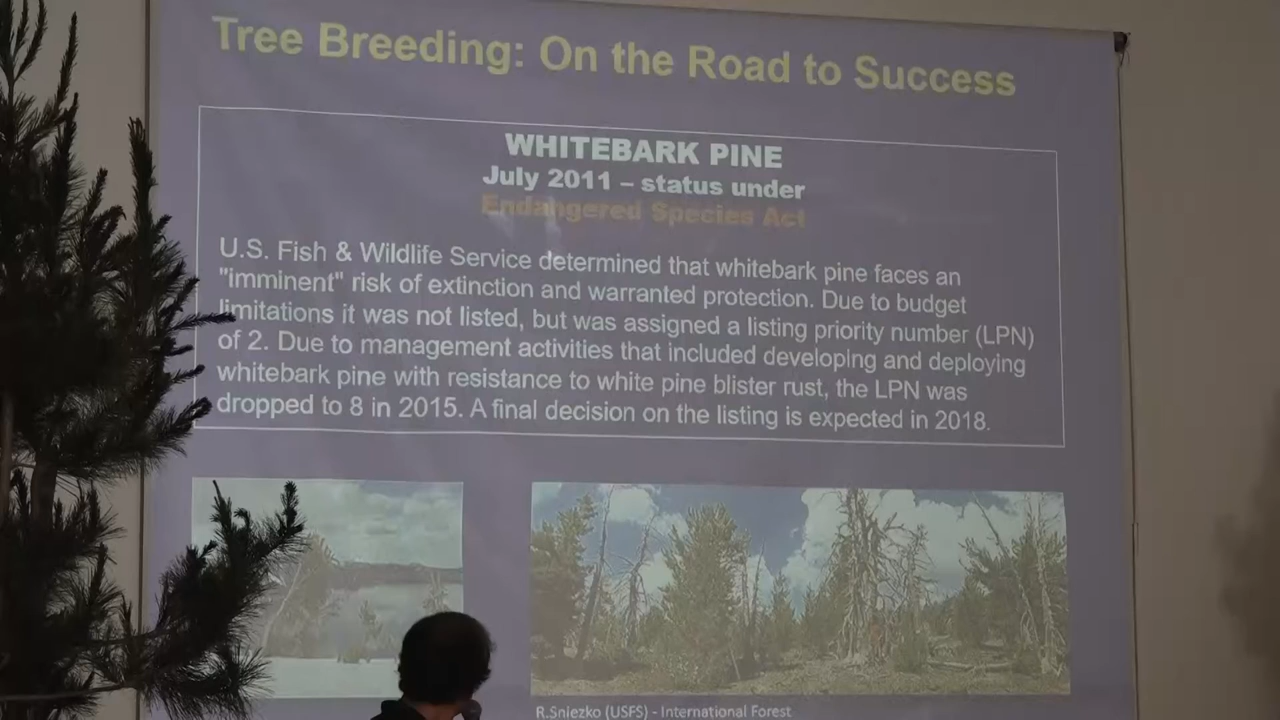 Tree Breeding: On the Road to Success
WHITEBARK PINE
July 2011 – status under
Endangered Species Act
U.S. Fish & Wildlife Service determined that whitebark pine faces an
"imminent" risk of extinction and warranted protection. Due to budget
limitations it was not listed, but was assigned a listing priority number (LPN)
of 2. Due to management activities that included developing and deploying
whitebark pine with resistance to white pine blister rust, the LPN was
dropped to 8 in 2015. A final decision on the listing is expected in 2018.
R.Sniezko (USFS) - International Forest